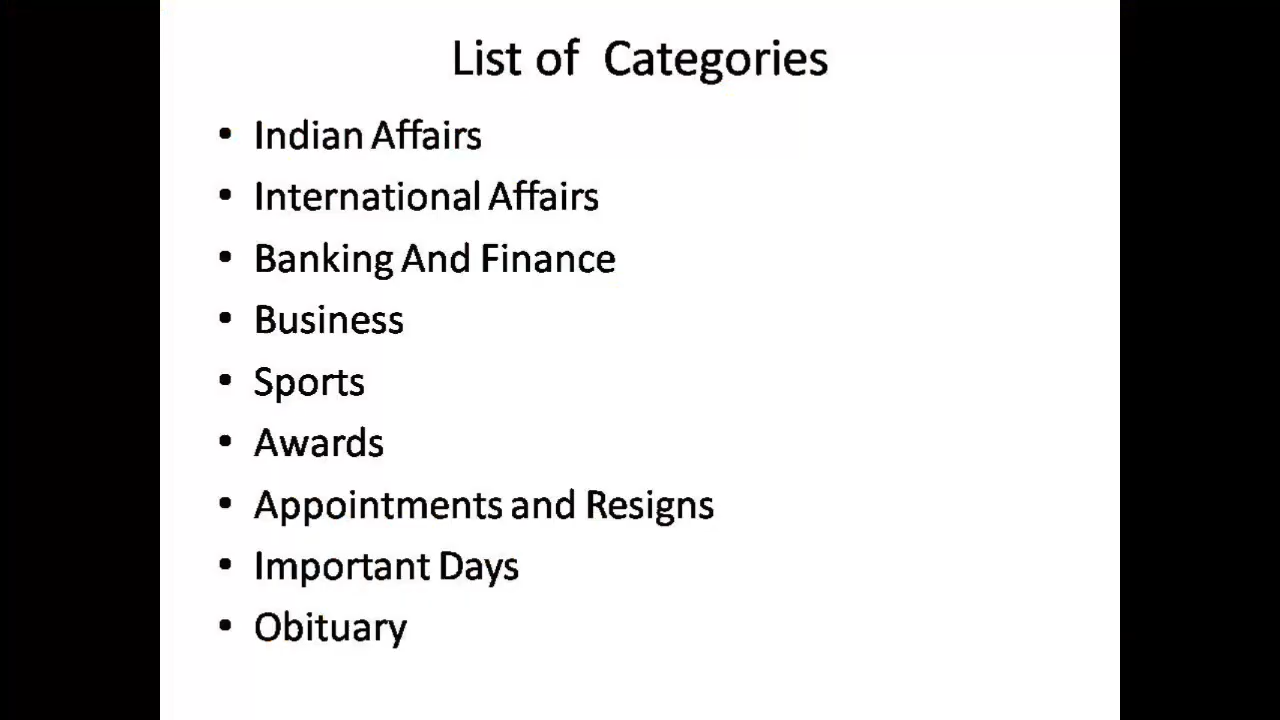 List of  Categories
• Indian Affairs
• International Affairs
• Banking And Finance
• Business
• Sports
• Awards
• Appointments and Resigns
• Important Days
• Obituary